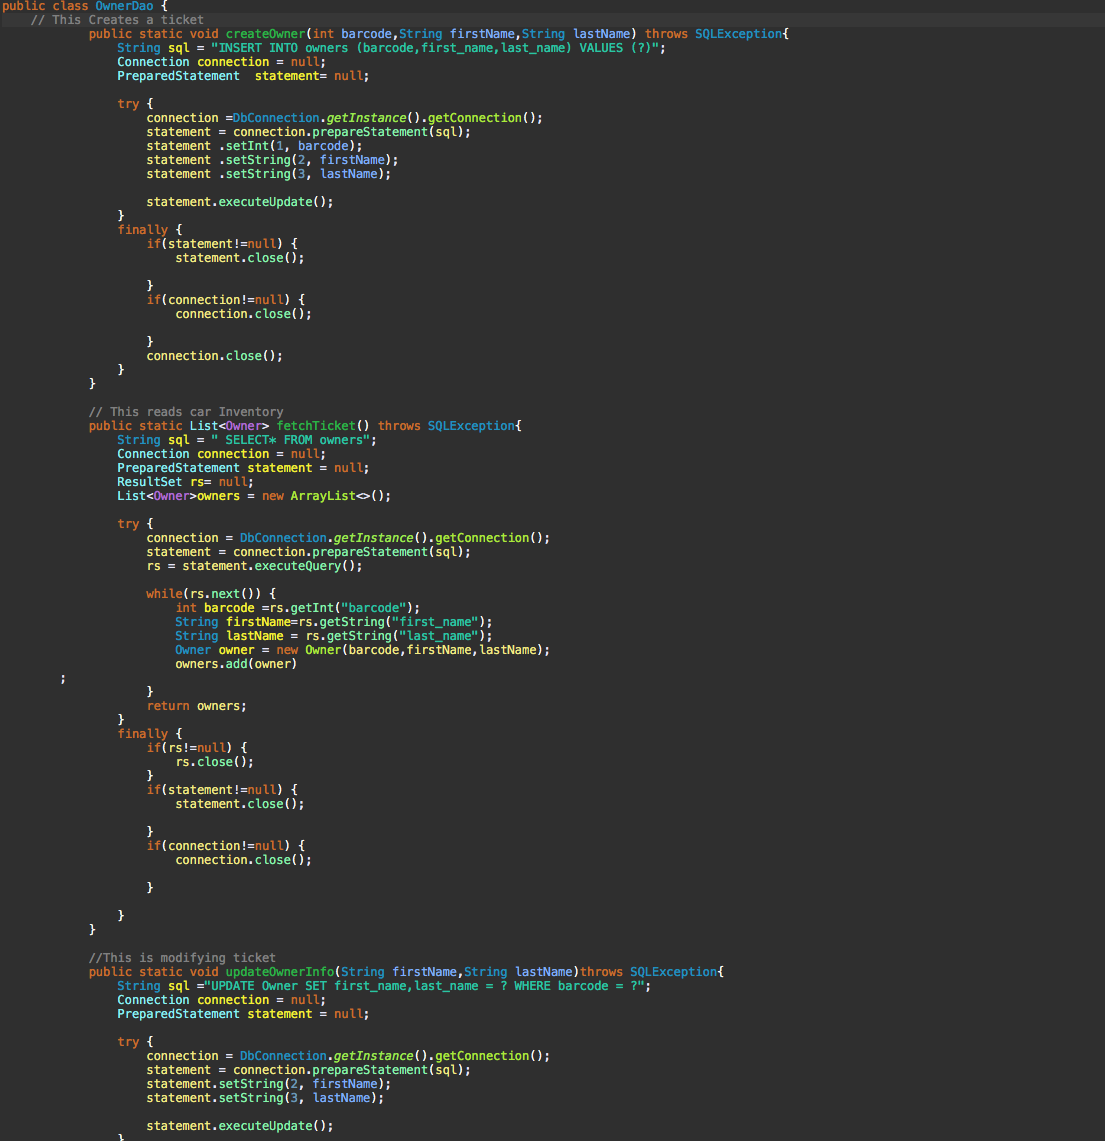 public class OwnerDao {
// This Creates a ticket
public static void createOwner(int barcode,String firstName,String lastName) throws SQLException{
String sql = "INSERT INTO owners (barcode,first_name,last_name) VALUES (?)";
Connection connection = null;
PreparedStatement  statement= null;
try {
connection =DbConnection.getInstance().getConnection();
statement = connection.prepareStatement(sql);
statement .setInt(1, barcode);
statement .setString(2, firstName);
statement .setString(3, lastName);
statement.executeUpdate();
}
finally {
if(statement!=null) {
statement.close();
}
if(connection!=null) {
connection.close();
}
connection.close();
}
}
// This reads car Inventory
public static List<Owner> fetchTicket() throws SQLException{
String sql = " SELECT* FROM owners";
Connection connection = null;
PreparedStatement statement = null;
ResultSet rs= null;
List<Owner>owners = new ArrayList<>();
try {
connection = DbConnection.getInstance().getConnection();
statement = connection.prepareStatement(sql);
rs = statement.executeQuery();
while(rs.next()) {
int barcode =rs.getInt("barcode");
String firstName=rs.getString("first_name");
String lastName = rs.getString("last_name");
Owner owner = new Owner(barcode,firstName,lastName);
owners.add(owner)
;
}
return owners;
}
finally {
if(rs!=null) {
rs.close();
}
if(statement!=null) {
statement.close();
}
if(connection!=null) {
connection.close();
}
}
}
//This is modifying ticket
public static void updateOwnerInfo(String firstName,String lastName)throws SQLException{
String sql ="UPDATE Owner SET first_name,last_name = ? WHERE barcode = ?";
Connection connection = null;
PreparedStatement statement = null;
try {
connection = DbConnection.getInstance().getConnection();
statement = connection.prepareStatement(sql);
statement.setString(2, firstName);
statement.setString(3, lastName);
statement.executeUpdate();
}